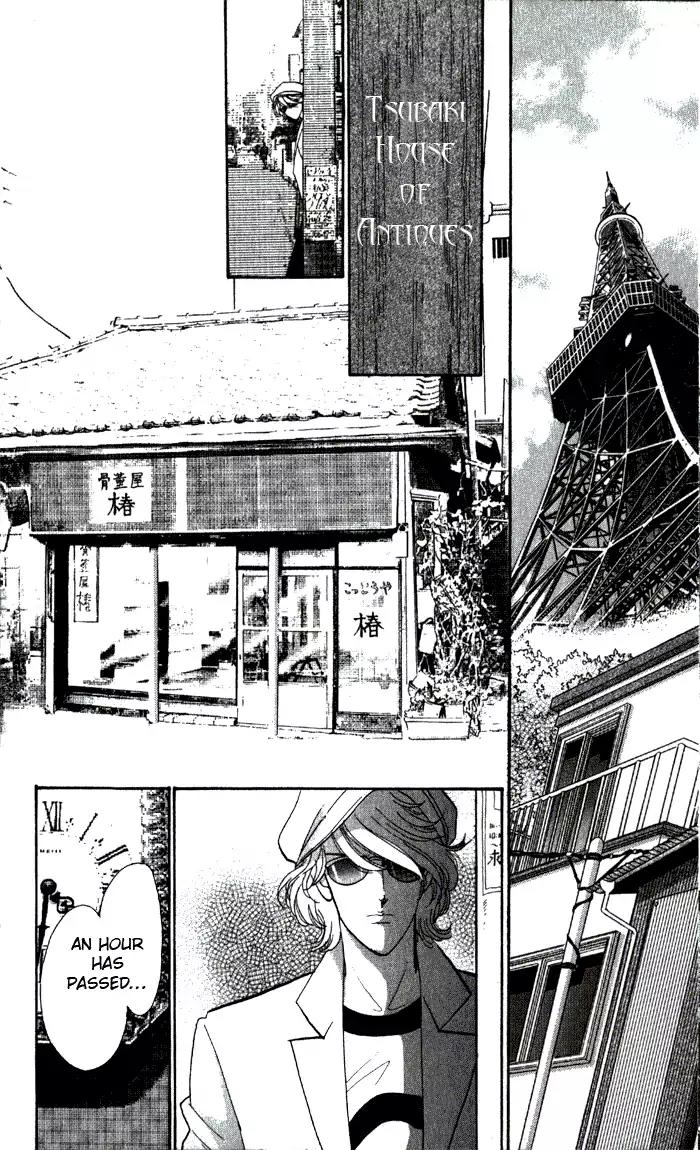 Tsubaki
House
of
Antiques
骨董屋
椿
骨董屋 椿
こっとうや
椿
XII
AN HOUR
HAS
PASSED...